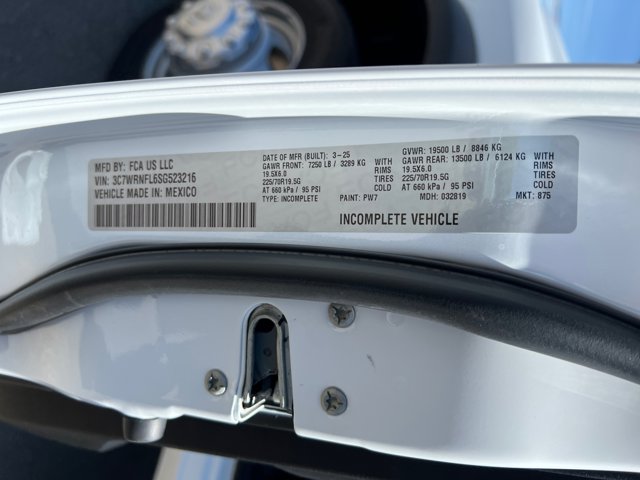 MFD BY: FCA US LLC
VIN: 3C7WRNFL6SG523216
VEHICLE MADE IN: MEXICO
DATE OF MFR (BUILT): 3-25
GAWR FRONT: 7250 LB / 3289 KG
WITH
19.5X6.0
RIMS
225/70R19.5G
TIRES
AT 660 kPa / 95 PSI
COLD
TYPE: INCOMPLETE
PAINT: PW7
GVWR: 19500 LB / 8846 KG
GAWR REAR: 13500 LB / 6124 KG
WITH
19.5X6.0
RIMS
225/70R19.5G
TIRES
AT 660 kPa / 95 PSI
COLD
MDH: 032819
MKT: 875
INCOMPLETE VEHICLE